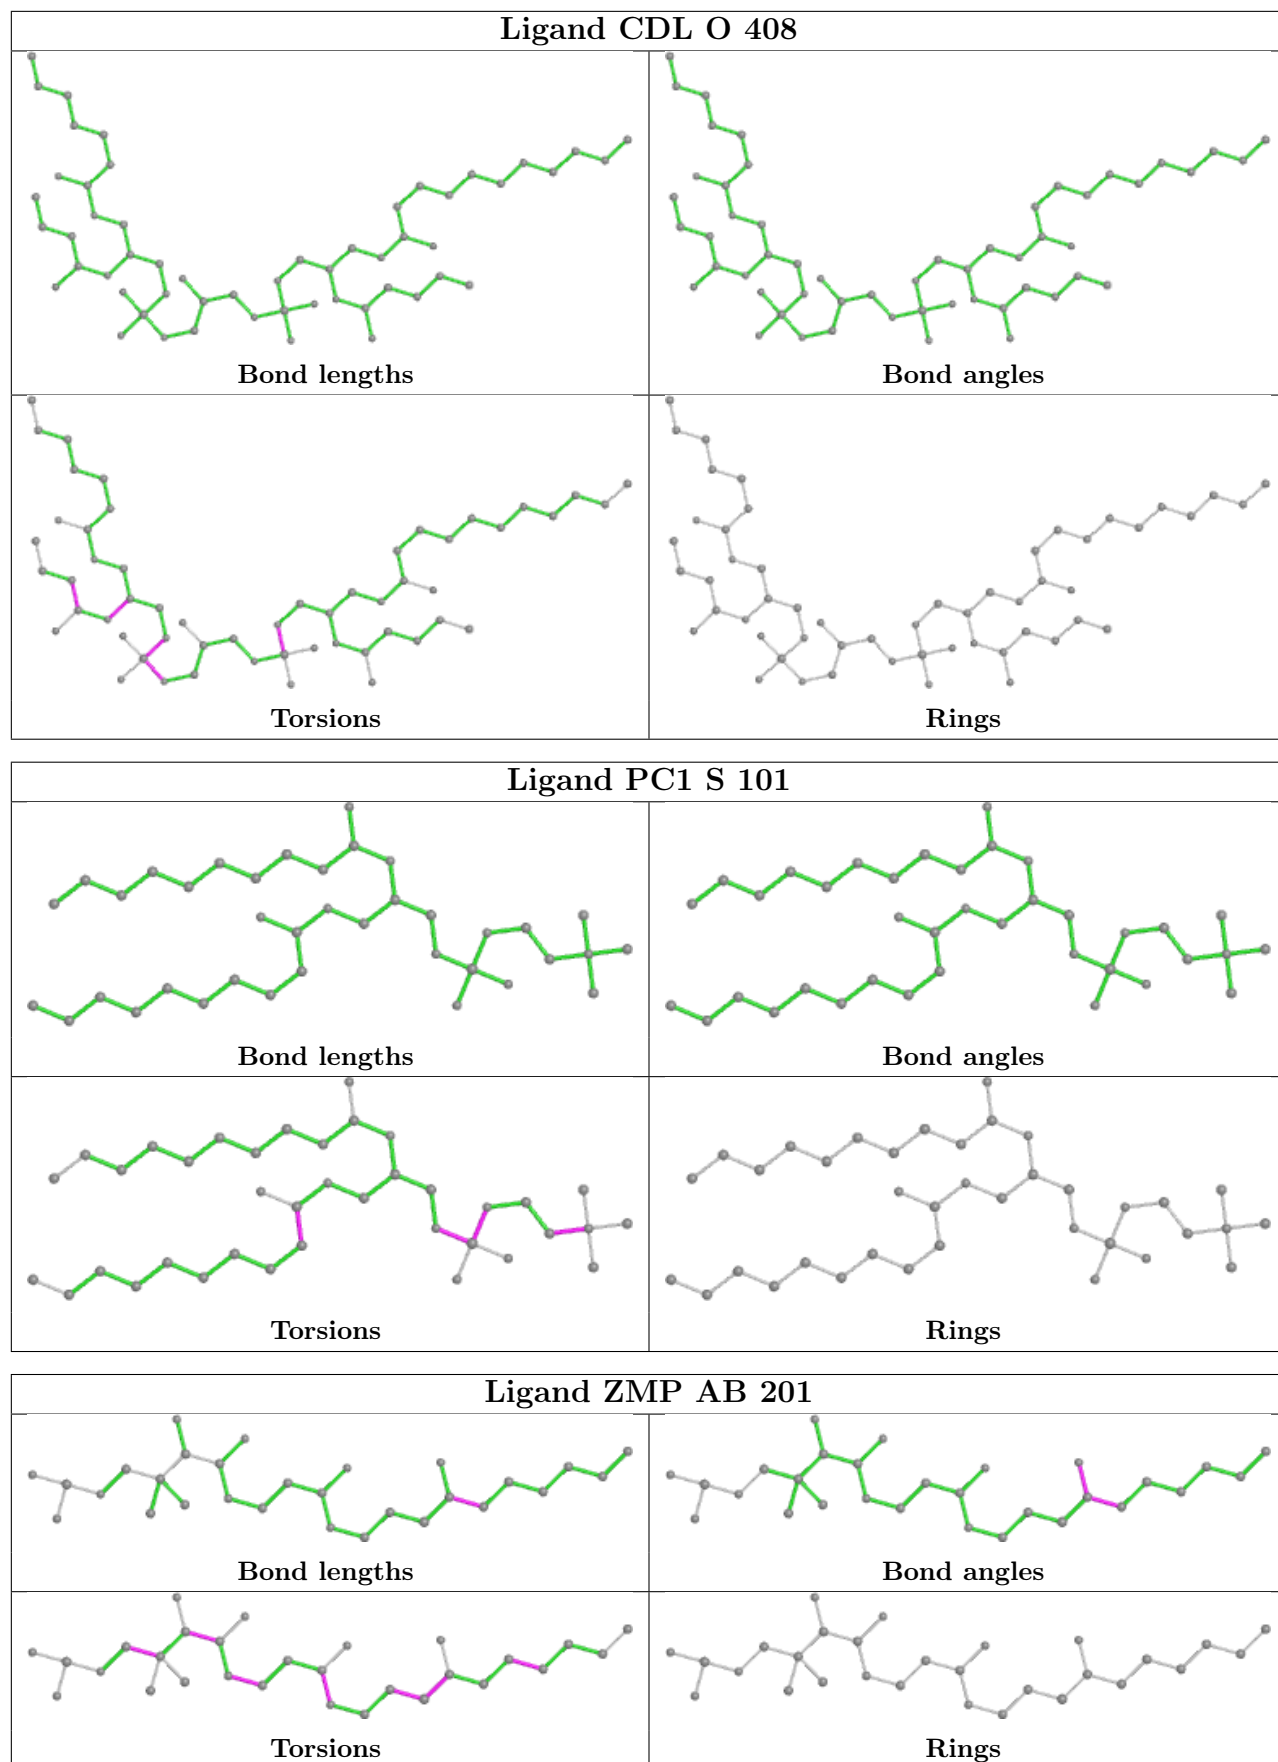 Ligand CDL O 408
Bond lengths
Bond angles
Torsions
Rings
Ligand PC1 S 101
Bond lengths
Bond angles
Torsions
Rings
Ligand ZMP AB 201
Bond lengths
Bond angles
Torsions
Rings